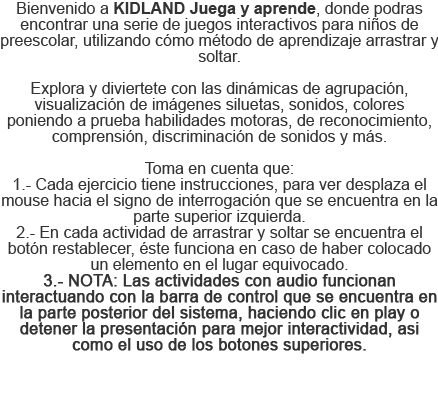 Bienvenido a KIDLAND Juega y aprende, donde podras
encontrar una serie de juegos interactivos para niños de
preescolar, utilizando cómo método de aprendizaje arrastrar y
soltar.
Explora y diviertete con las dinámicas de agrupación,
visualización de imágenes siluetas, sonidos, colores
poniendo a prueba habilidades motoras, de reconocimiento,
comprensión, discriminación de sonidos y más.
Toma en cuenta que:
1.- Cada ejercicio tiene instrucciones, para ver desplaza el
mouse hacia el signo de interrogación que se encuentra en la
parte superior izquierda.
2.- En cada actividad de arrastrar y soltar se encuentra el
botón restablecer, éste funciona en caso de haber colocado
un elemento en el lugar equivocado.
3.- NOTA: Las actividades con audio funcionan
interactuando con la barra de control que se encuentra en
la parte posterior del sistema, haciendo clic en play o
detener la presentación para mejor interactividad, asi
como el uso de los botones superiores.